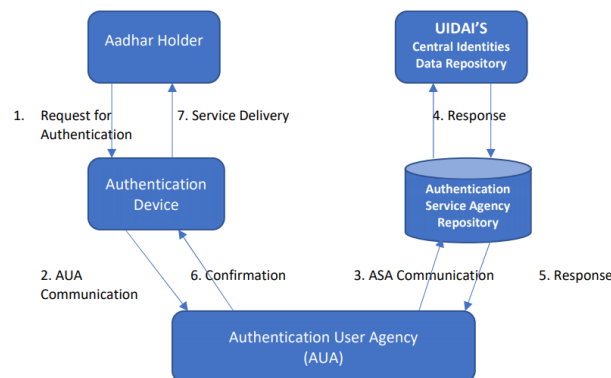 Aadhar Holder
UIDAI'S
Central Identities
Data Repository
1. Request for
Authentication
7. Service Delivery
4. Response
Authentication
Device
Authentication
Service Agency
Repository
2. AUA
Communication
6. Confirmation
3. ASA Communication
5. Response
Authentication User Agency
(AUA)